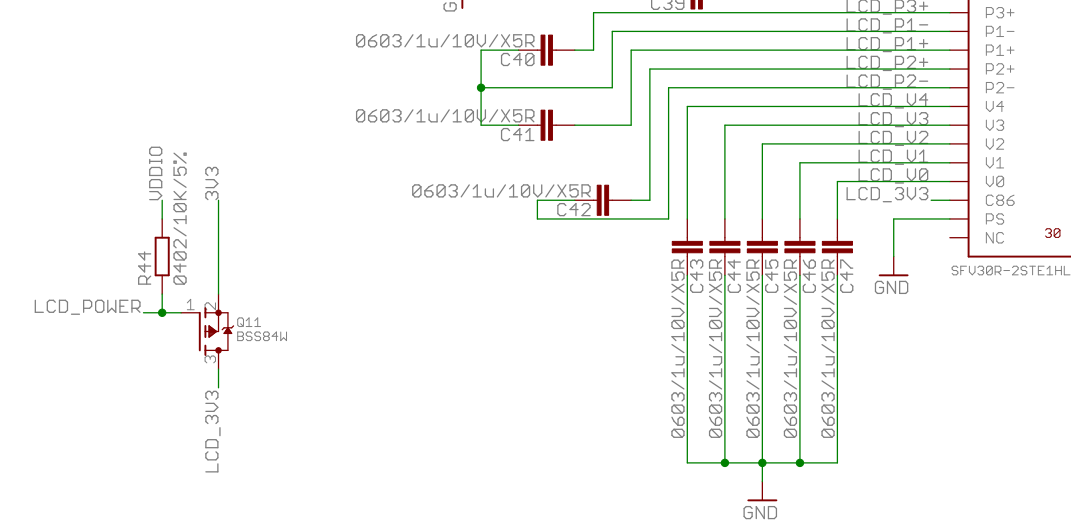 C39
LCD_P3+
P3+
LCD_P1-
P1-
0603/1u/10V/X5R
C40
LCD_P1+
P1+
LCD_P2+
P2+
LCD_P2-
P2-
LCD_V4
V4
0603/1u/10V/X5R
C41
LCD_V3
V3
LCD_V2
V2
LCD_V1
V1
LCD_V0
V0
0603/1u/10V/X5R
C42
LCD_3V3
C86
PS
NC
30
SFV30R-2STE1HL
GND
VDDIO
0402/10K/5%
R44
3V3
LCD_POWER
1
2
3
Q11
BSS84W
LCD_3V3
0603/1u/10V/X5R
C43
0603/1u/10V/X5R
C44
0603/1u/10V/X5R
C45
0603/1u/10V/X5R
C46
0603/1u/10V/X5R
C47
GND